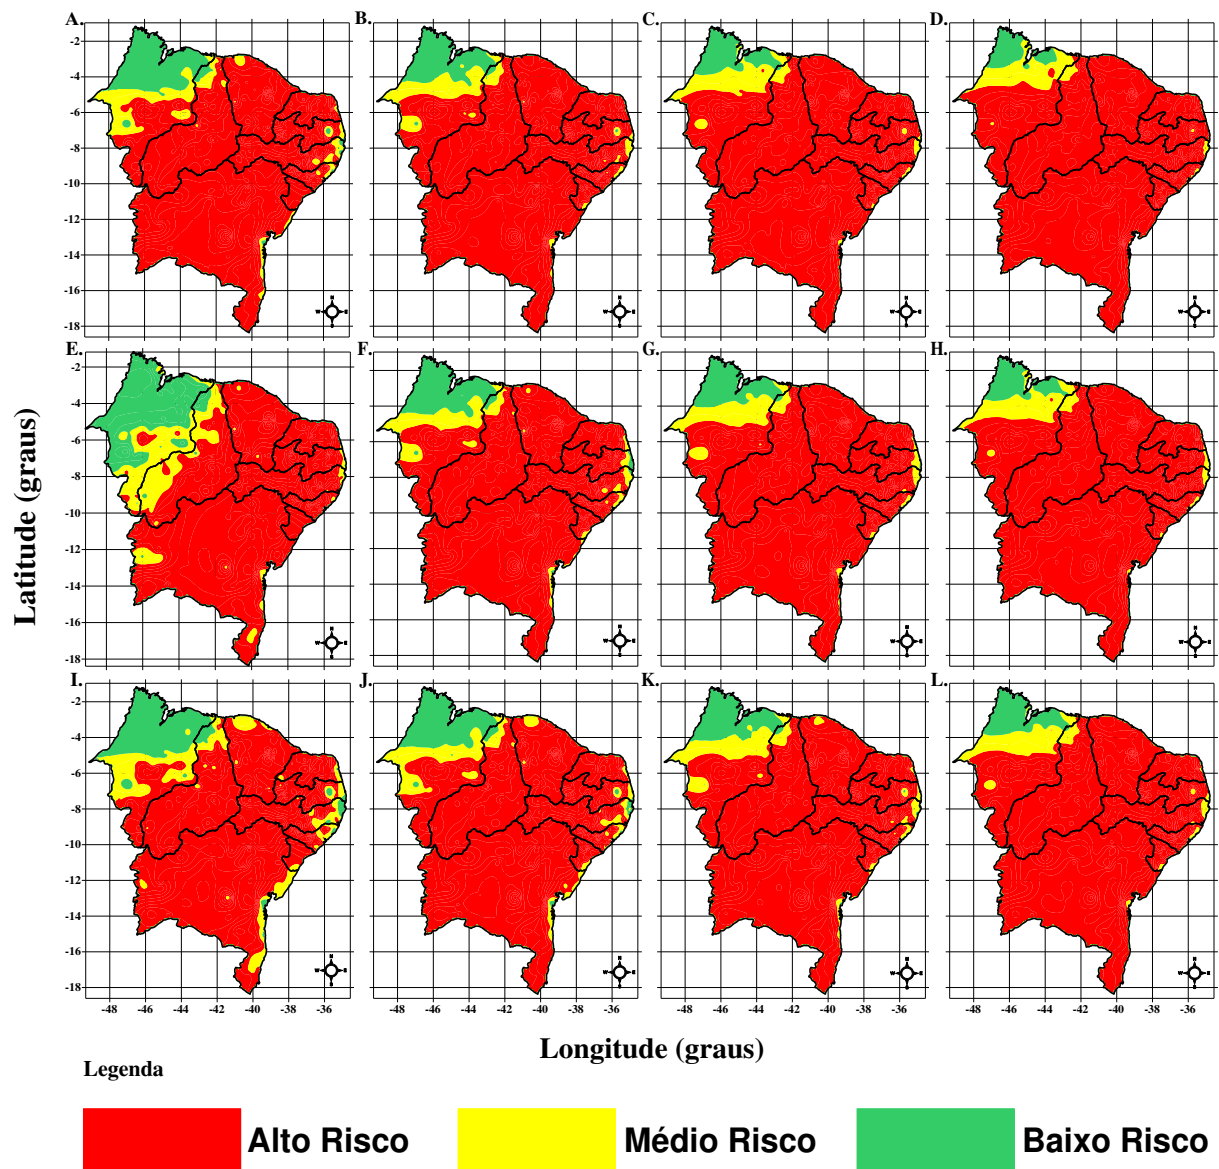 A. B. C. D.
-2
-4
-6
-8
-10
-12
-14
-16
-18
N N N N
W E W E W E W E
S S S S
E. F. G. H.
-2
-4
-6
-8
-10
-12
-14
-16
-18
N N N N
W E W E W E W E
S S S S
I. J. K. L.
-2
-4
-6
-8
-10
-12
-14
-16
-18
N N N N
W E W E W E W E
S S S S
-48 -46 -44 -42 -40 -38 -36 -48 -46 -44 -42 -40 -38 -36 -48 -46 -44 -42 -40 -38 -36 -48 -46 -44 -42 -40 -38 -36
Latitude (graus)
Longitude (graus)
Legenda
Alto Risco Médio Risco Baixo Risco